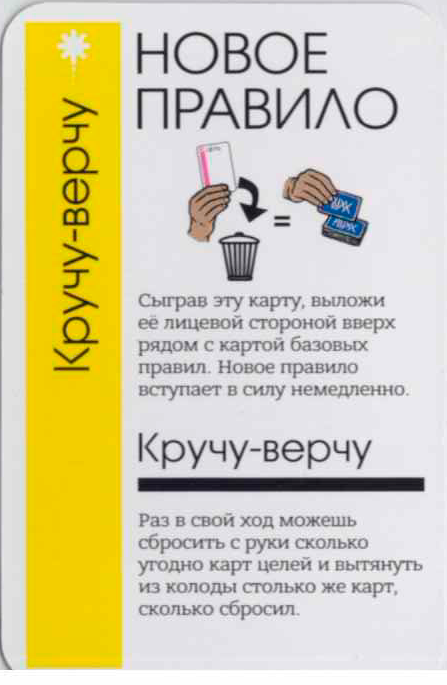 Кручу-верчу
НОВОЕ
ПРАВИЛО
Сыграв эту карту, выложи
её лицевой стороной вверх
рядом с картой базовых
правил. Новое правило
вступает в силу немедленно.
Кручу-верчу
Раз в свой ход можешь
сбросить с руки сколько
угодно карт целей и вытянуть
из колоды столько же карт,
сколько сбросил.